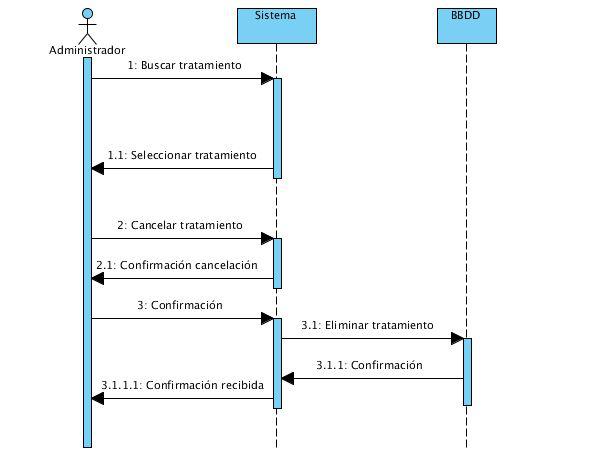 Sistema
BBDD
Administrador
1: Buscar tratamiento
1.1: Seleccionar tratamiento
2: Cancelar tratamiento
2.1: Confirmación cancelación
3: Confirmación
3.1: Eliminar tratamiento
3.1.1: Confirmación
3.1.1.1: Confirmación recibida